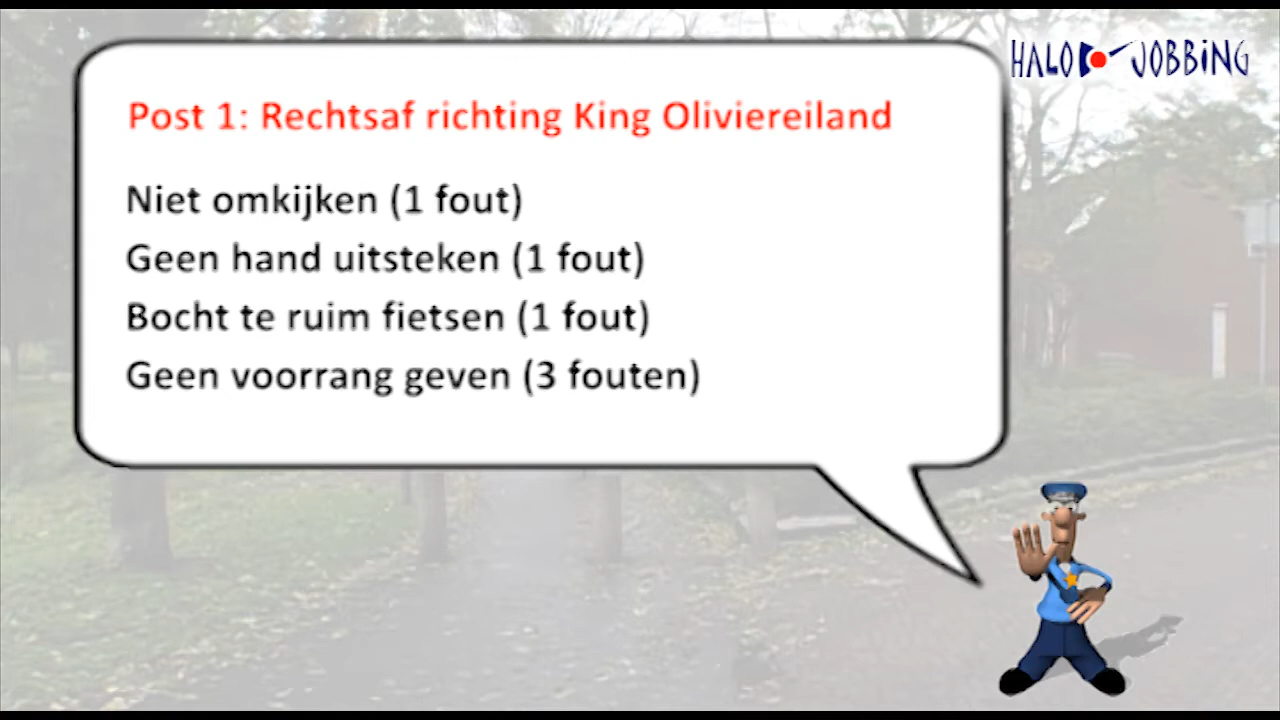 HALO JOBBING
Post 1: Rechtsaf richting King Oliviereiland
Niet omkijken (1 fout)
Geen hand uitsteken (1 fout)
Bocht te ruim fietsen (1 fout)
Geen voorrang geven (3 fouten)